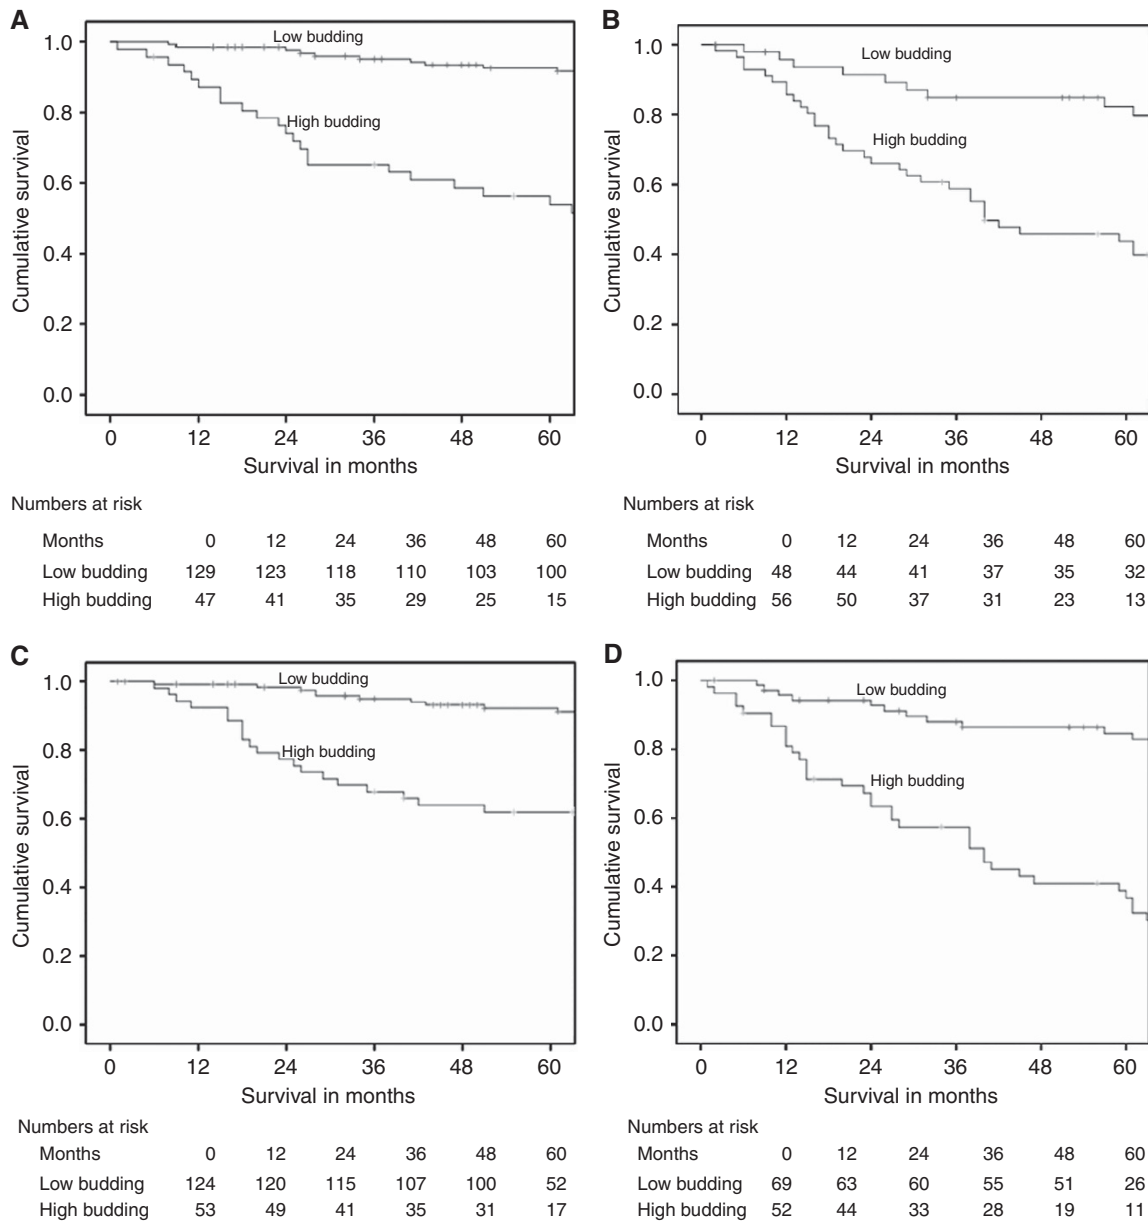 A
1.0
0.8
0.6
0.4
0.2
0.0
Cumulative survival
Low budding
High budding
0 12 24 36 48 60
Survival in months
Numbers at risk
Months 0 12 24 36 48 60
Low budding 129 123 118 110 103 100
High budding 47 41 35 29 25 15
B
1.0
0.8
0.6
0.4
0.2
0.0
Cumulative survival
Low budding
High budding
0 12 24 36 48 60
Survival in months
Numbers at risk
Months 0 12 24 36 48 60
Low budding 48 44 41 37 35 32
High budding 56 50 37 31 23 13
C
1.0
0.8
0.6
0.4
0.2
0.0
Cumulative survival
Low budding
High budding
0 12 24 36 48 60
Survival in months
Numbers at risk
Months 0 12 24 36 48 60
Low budding 124 120 115 107 100 52
High budding 53 49 41 35 31 17
D
1.0
0.8
0.6
0.4
0.2
0.0
Cumulative survival
Low budding
High budding
0 12 24 36 48 60
Survival in months
Numbers at risk
Months 0 12 24 36 48 60
Low budding 69 63 60 55 51 26
High budding 52 44 33 28 19 11